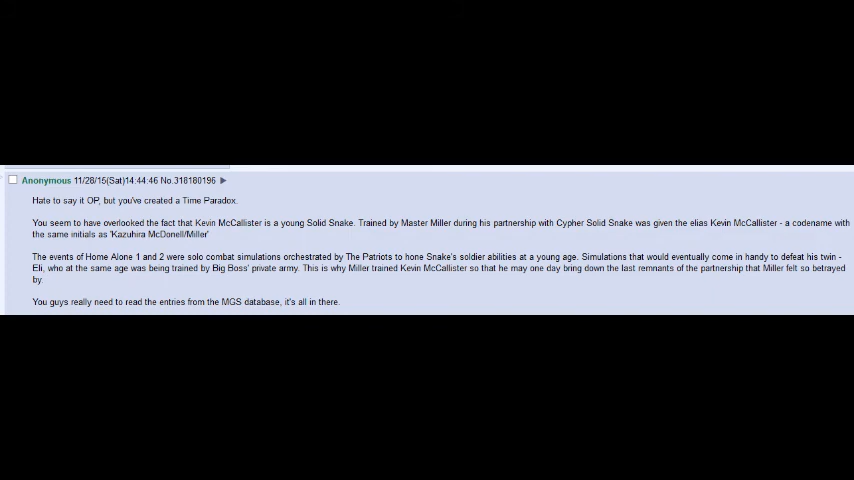 Anonymous 11/28/15(Sat)14:44:46 No.318180196 ▶
Hate to say it OP, but you've created a Time Paradox.
You seem to have overlooked the fact that Kevin McCallister is a young Solid Snake. Trained by Master Miller during his partnership with Cypher Solid Snake was given the elias Kevin McCallister - a codename with
the same initials as 'Kazuhira McDonell/Miller'
The events of Home Alone 1 and 2 were solo combat simulations orchestrated by The Patriots to hone Snake's soldier abilities at a young age. Simulations that would eventually come in handy to defeat his twin -
Eli, who at the same age was being trained by Big Boss' private army. This is why Miller trained Kevin McCallister so that he may one day bring down the last remnants of the partnership that Miller felt so betrayed
by.
You guys really need to read the entries from the MGS database, it's all in there.